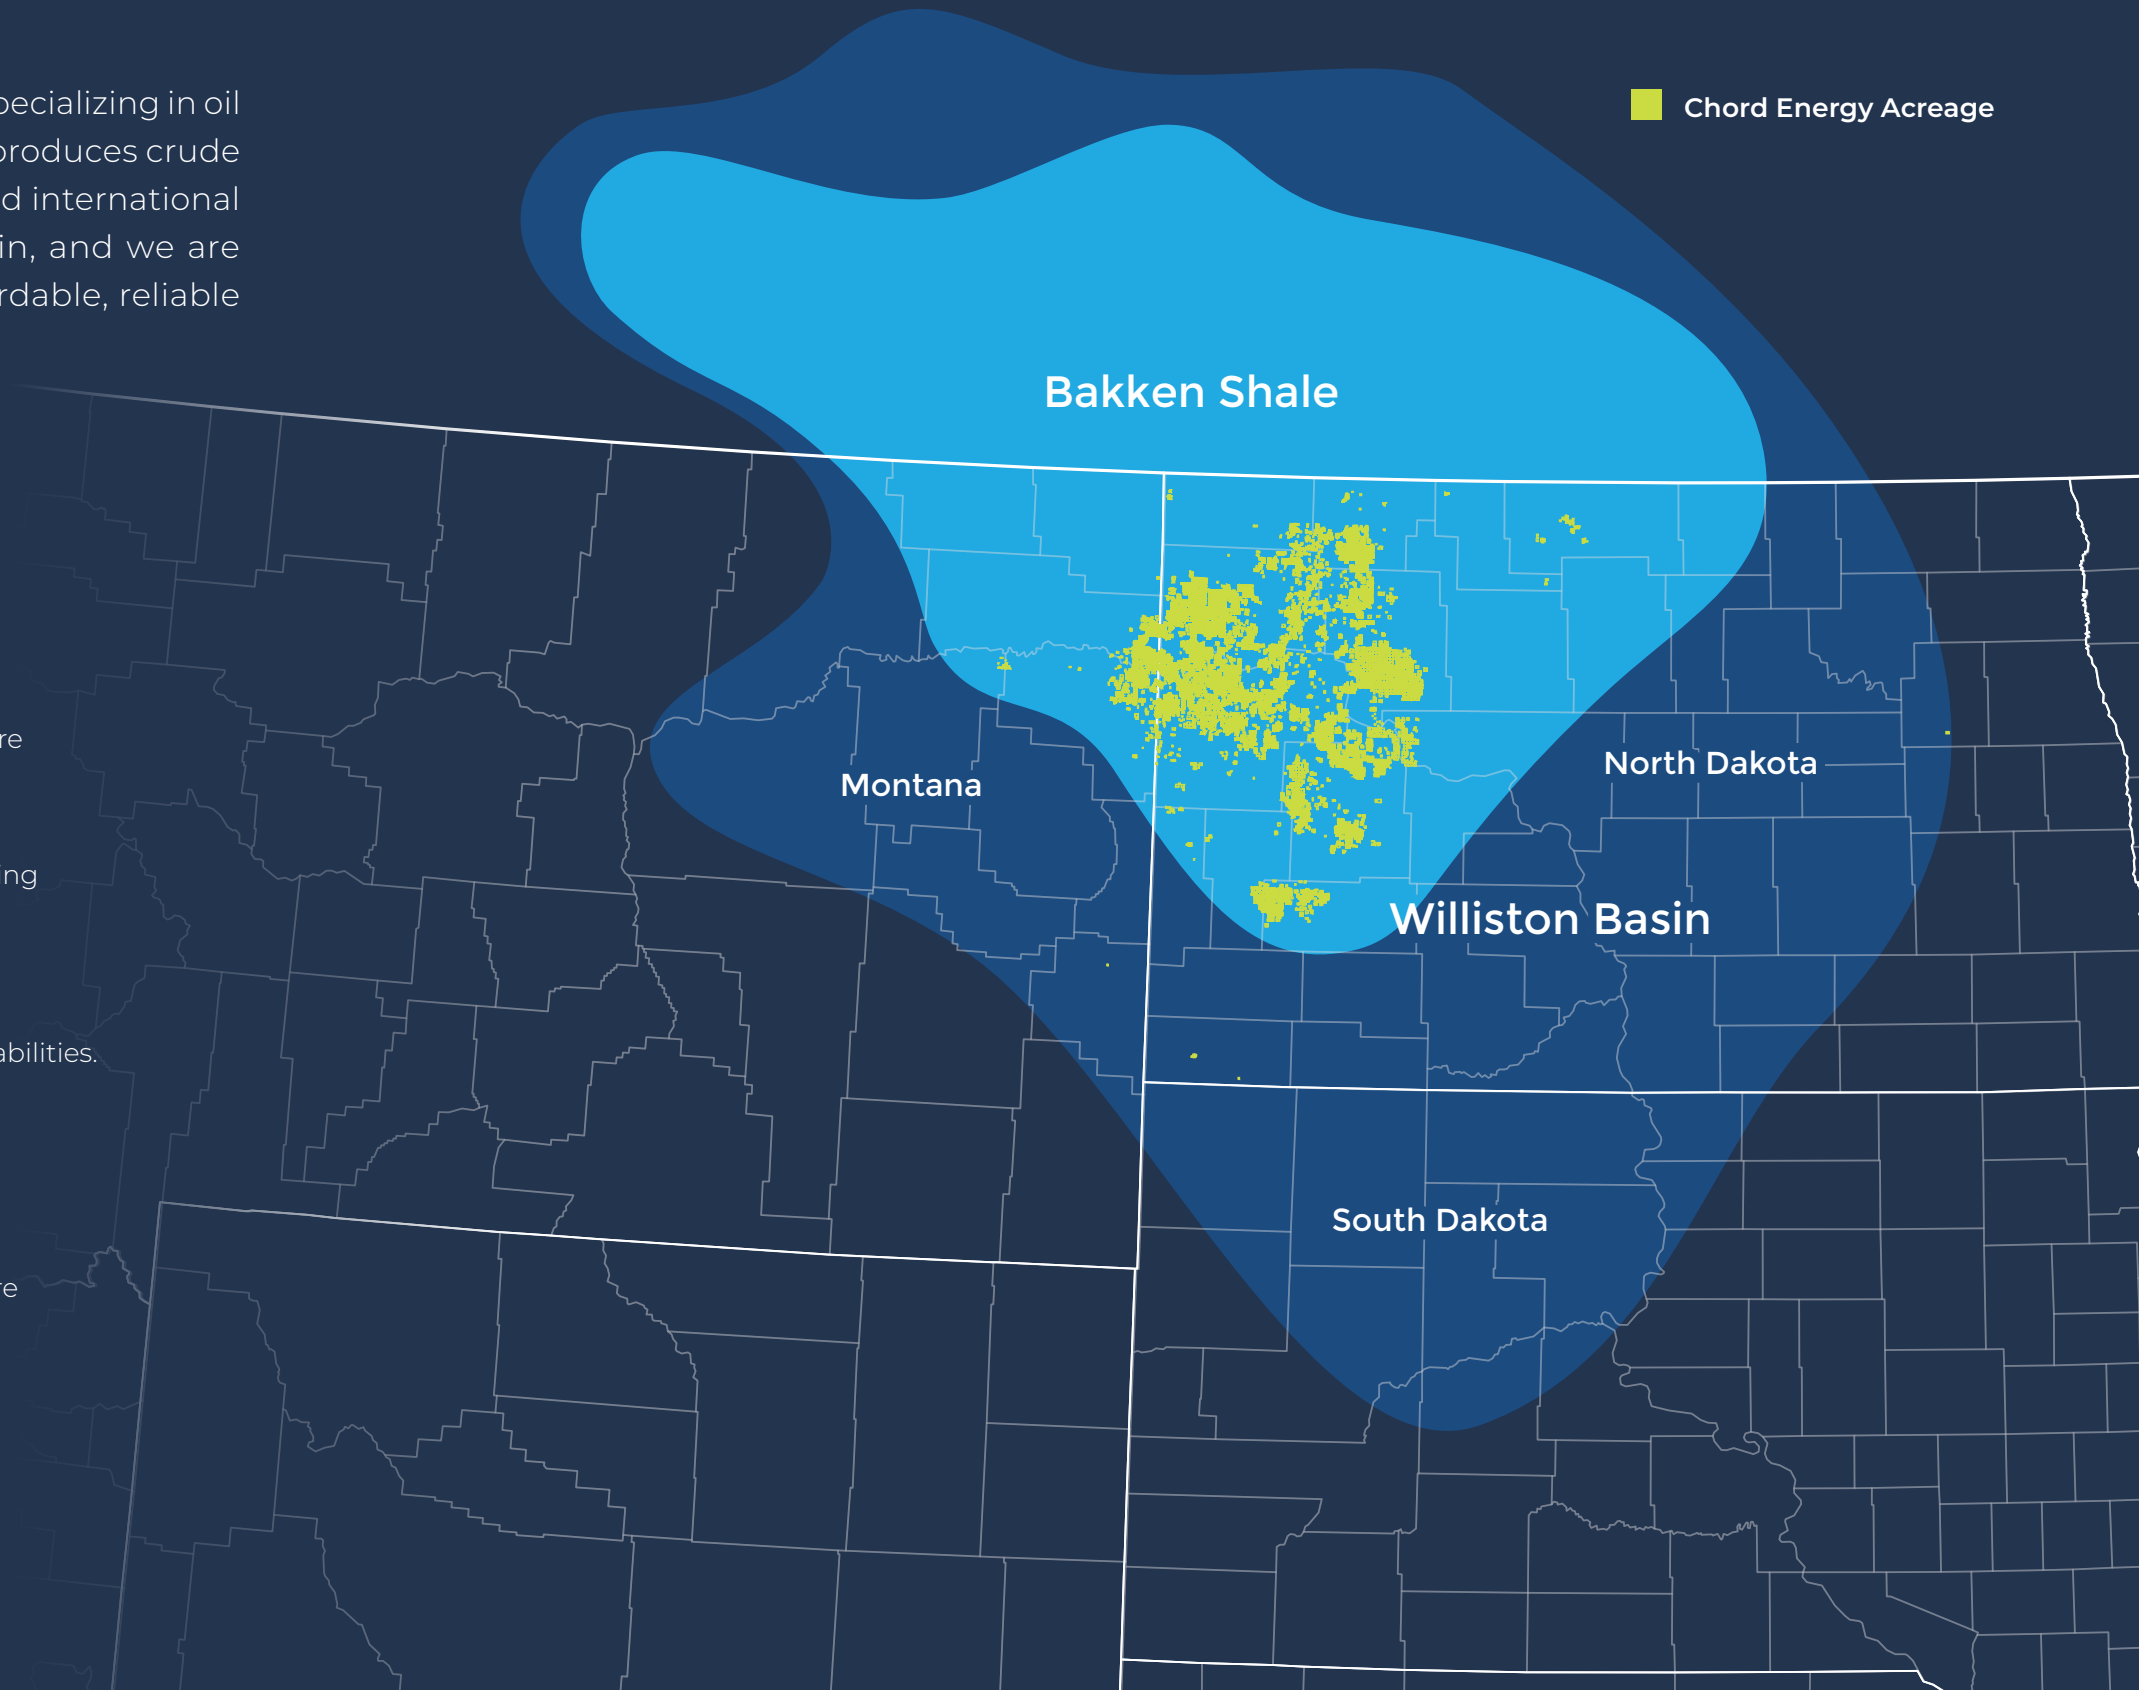 pecializing in oil
produces crude
d international
in, and we are
rdable, reliable
Chord Energy Acreage
Bakken Shale
re
Montana
North Dakota
ing
Williston Basin
abilities.
South Dakota
re